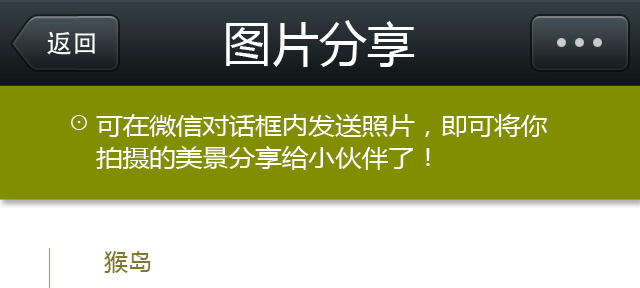 返回
图片分享
可在微信对话框内发送照片，即可将你
拍摄的美景分享给小伙伴了！
猴岛